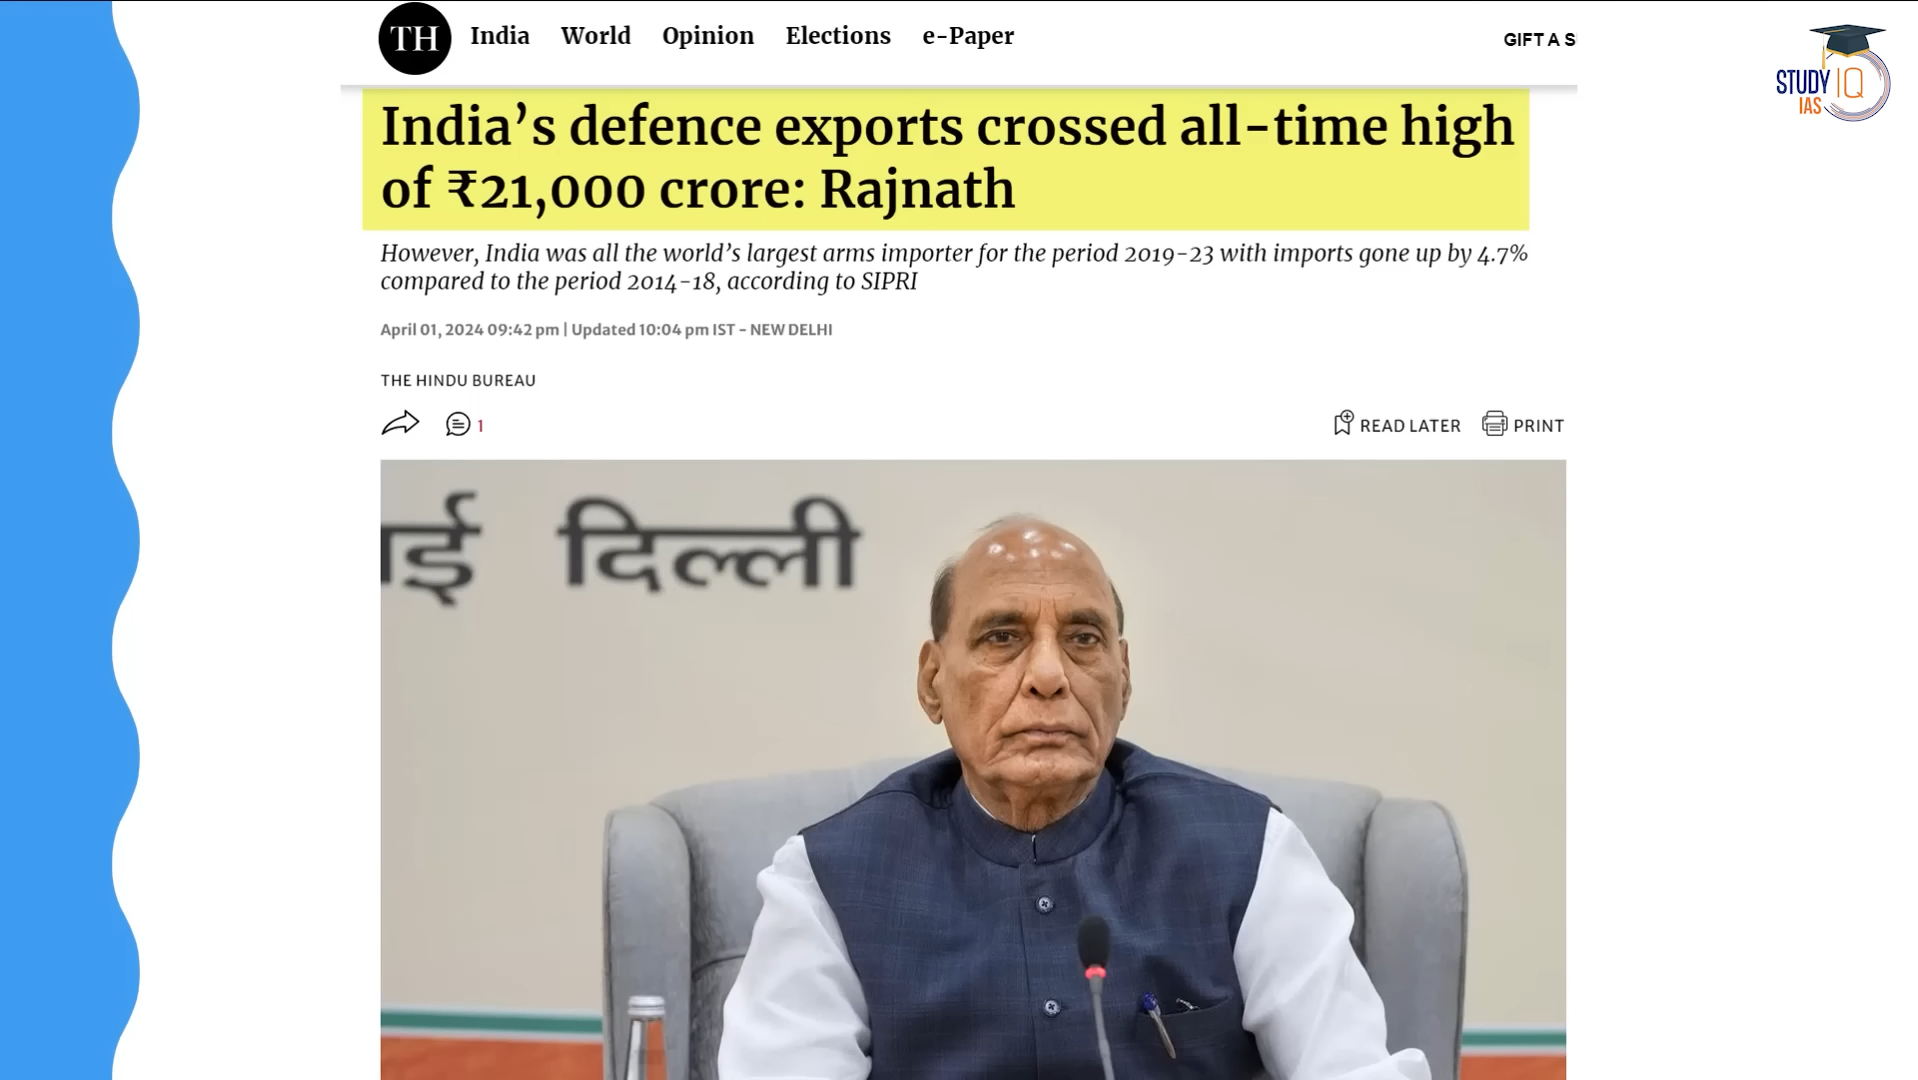 TH India World Opinion Elections e-Paper
GIFT A S
STUDY IQ
IAS
India’s defence exports crossed all-time high
of ₹21,000 crore: Rajnath
However, India was all the world’s largest arms importer for the period 2019-23 with imports gone up by 4.7%
compared to the period 2014-18, according to SIPRI
April 01, 2024 09:42 pm | Updated 10:04 pm IST - NEW DELHI
THE HINDU BUREAU
1
READ LATER PRINT
दिल्ली